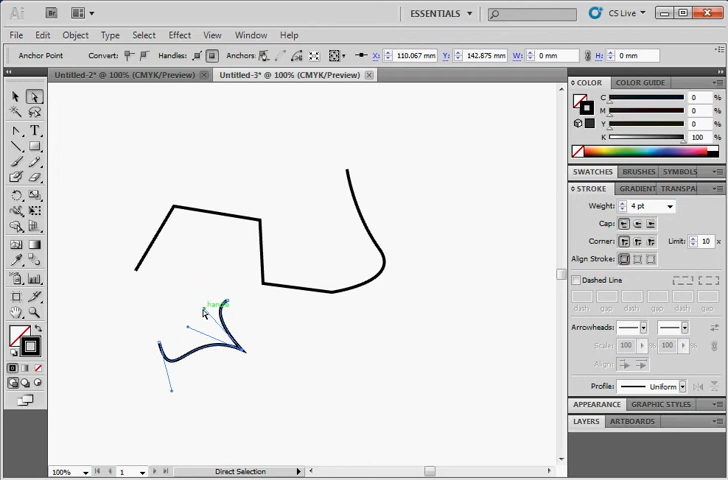 Ai
Br
ESSENTIALS
CS Live
File Edit Object Type Select Effect View Window Help
Anchor Point Convert: Handles: Anchors: X: 110.067 mm Y: 142.875 mm W: 0 mm H: 0 mm
Untitled-2* @ 100% (CMYK/Preview) Untitled-3* @ 100% (CMYK/Preview)
COLOR COLOR GUIDE
C 0 %
M 0 %
Y 0 %
K 100 %
SWATCHES BRUSHES SYMBOLS
STROKE GRADIENT TRANSPA
Weight: 4 pt
Cap:
Corner: Limit: 10 x
Align Stroke:
Dashed Line
dash gap dash gap dash gap
Arrowheads:
Scale: 100 % 100 %
Align:
Profile: Uniform
APPEARANCE GRAPHIC STYLES
LAYERS ARTBOARDS
T
100% 1 Direct Selection